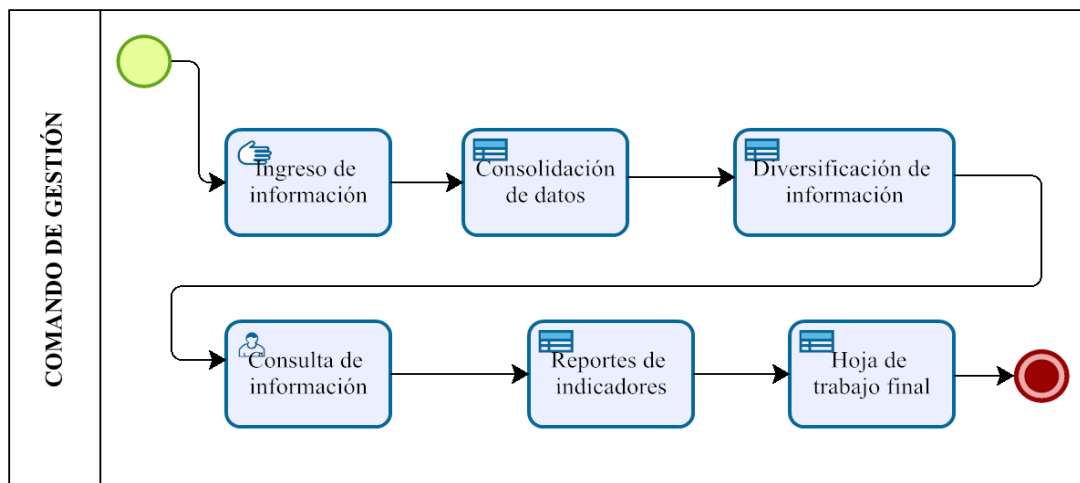 COMANDO DE GESTIÓN
Ingreso de
información
Consolidación
de datos
Diversificación de
información
Consulta de
información
Reportes de
indicadores
Hoja de
trabajo final